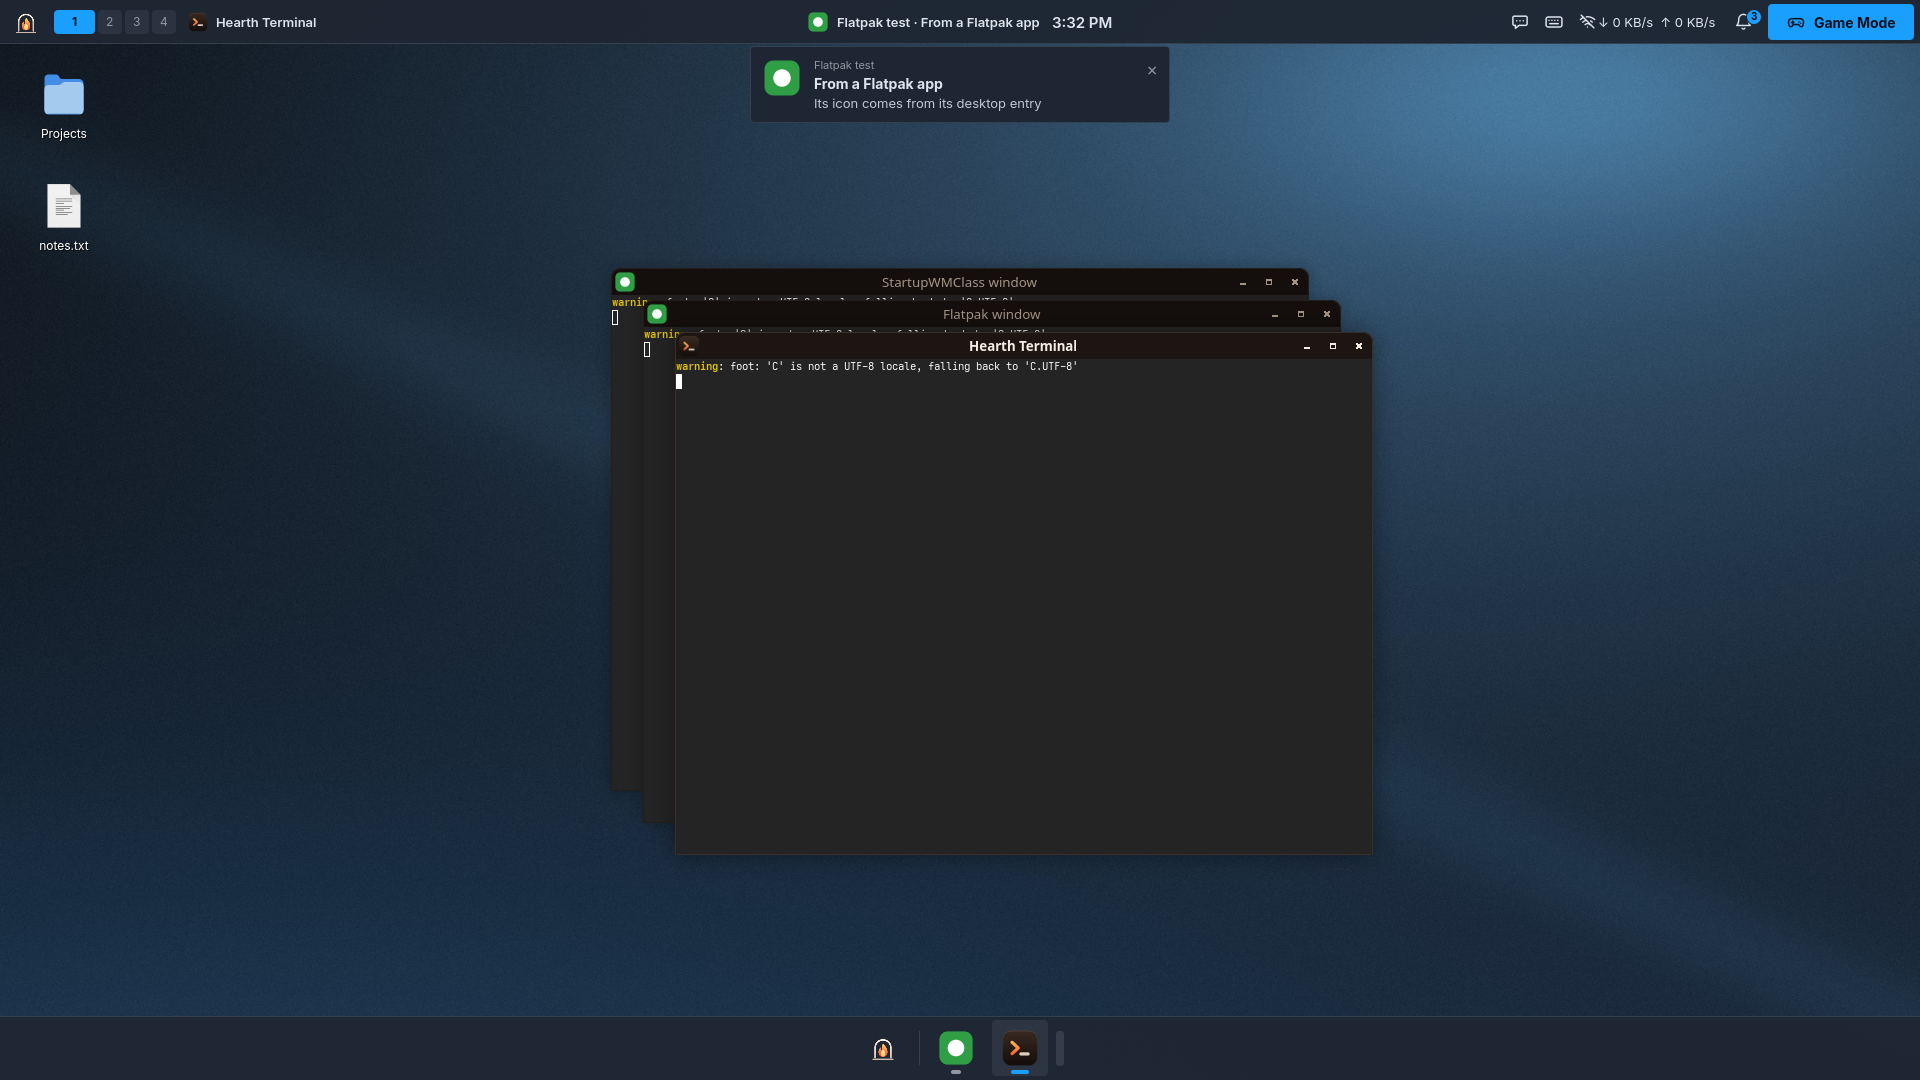 1 2 3 4 Hearth Terminal
Flatpak test · From a Flatpak app 3:32 PM
↓ 0 KB/s ↑ 0 KB/s
3
Game Mode
Flatpak test
From a Flatpak app
Its icon comes from its desktop entry
Projects
notes.txt
StartupWMClass window
Flatpak window
Hearth Terminal
warning: foot: 'C' is not a UTF-8 locale, falling back to 'C.UTF-8'